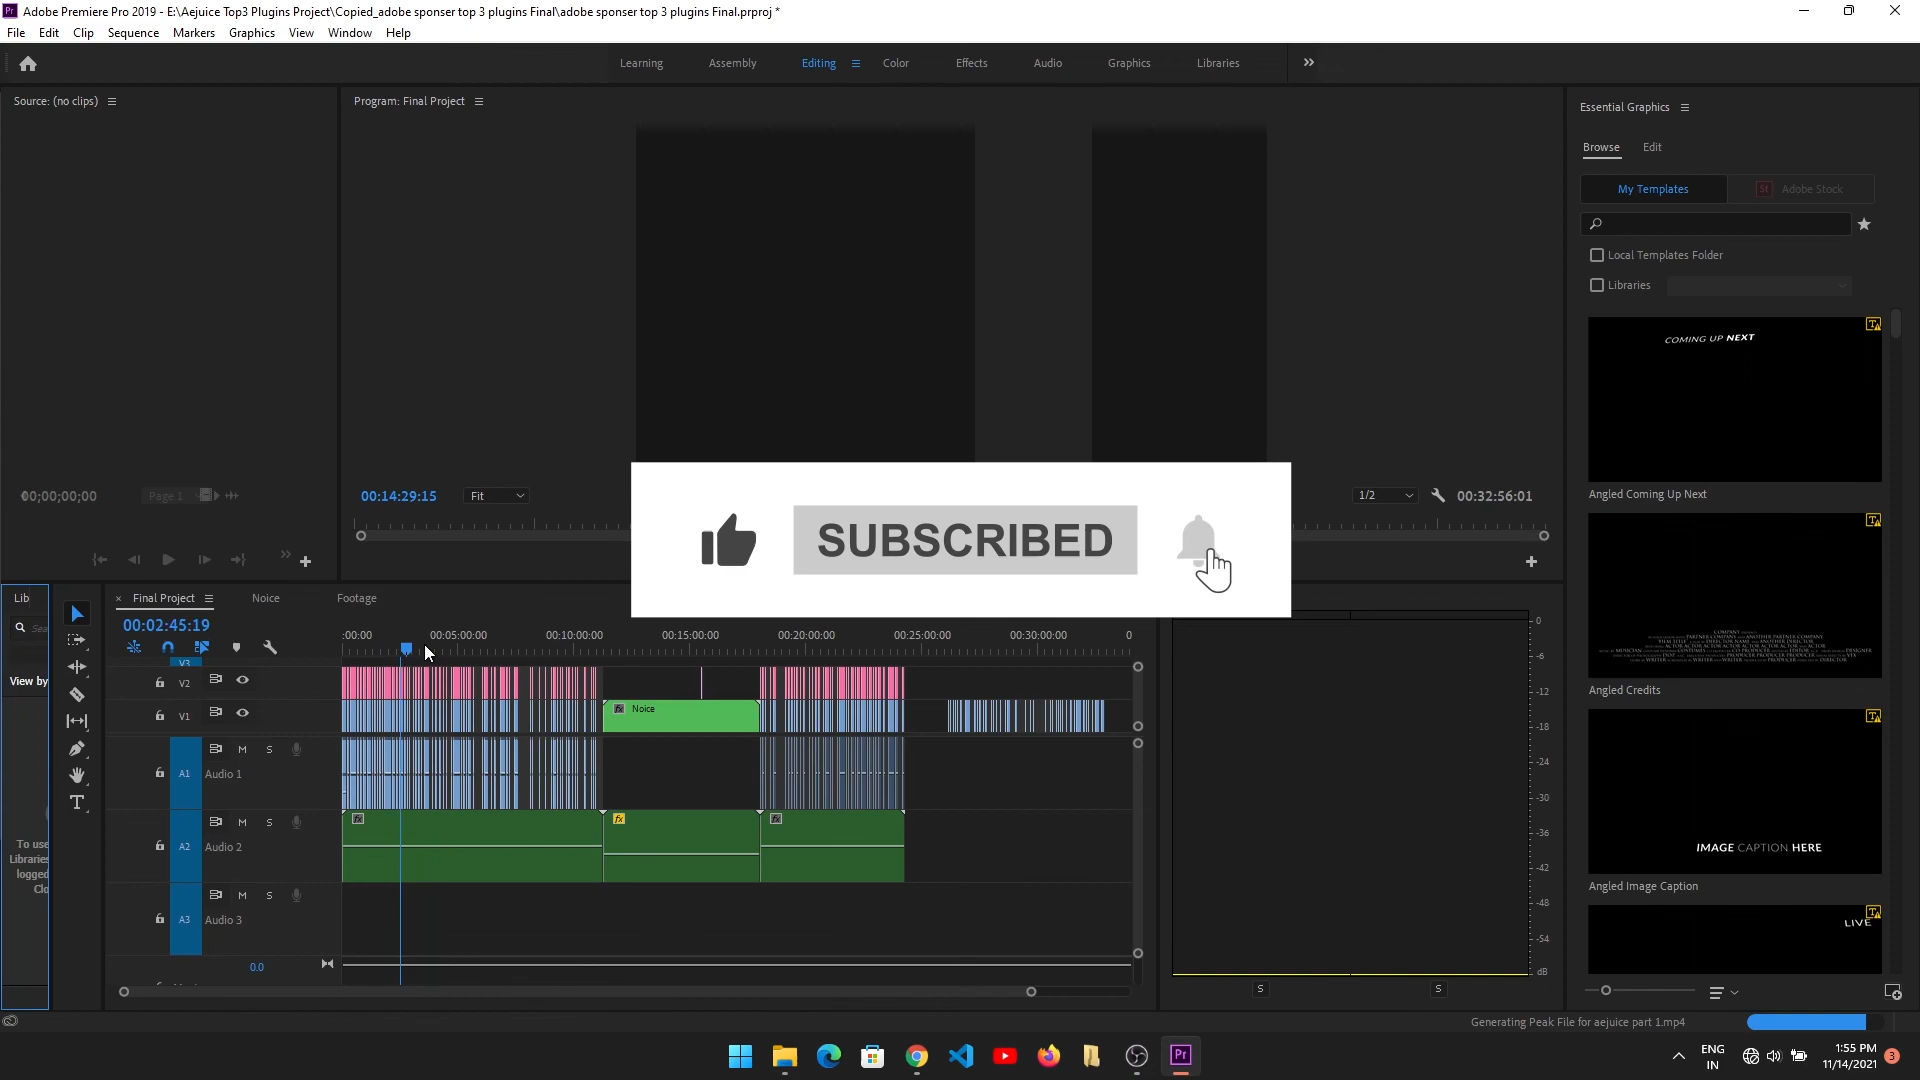 Adobe Premiere Pro 2019 - E:\Aejuice Top3 Plugins Project\Copied_adobe sponser top 3 plugins Final\adobe sponser top 3 plugins Final.prproj *
File Edit Clip Sequence Markers Graphics View Window Help
Learning Assembly Editing Color Effects Audio Graphics Libraries
Source: (no clips)
Program: Final Project
Essential Graphics
Browse Edit
My Templates Adobe Stock
Local Templates Folder
Libraries
COMING UP NEXT
Angled Coming Up Next
00;00;00;00 Page 1
00:14:29:15 Fit
1/2 00:32:56:01
SUBSCRIBED
Angled Credits
IMAGE CAPTION HERE
Angled Image Caption
LIVE
Lib
Final Project Noice Footage
00:02:45:19
:00:00 00:05:00:00 00:10:00:00 00:15:00:00 00:20:00:00 00:25:00:00 00:30:00:00 0
View by
V3
V2
V1
fx Noice
A1 M S
Audio 1
fx fx fx
A2 M S
Audio 2
A3 M S
Audio 3
0.0
To use
Libraries
logged
Clo
0
-6
-12
-18
-24
-30
-36
-42
-48
-54
dB
S S
Generating Peak File for aejuice part 1.mp4
ENG
IN
1:55 PM
11/14/2021
3